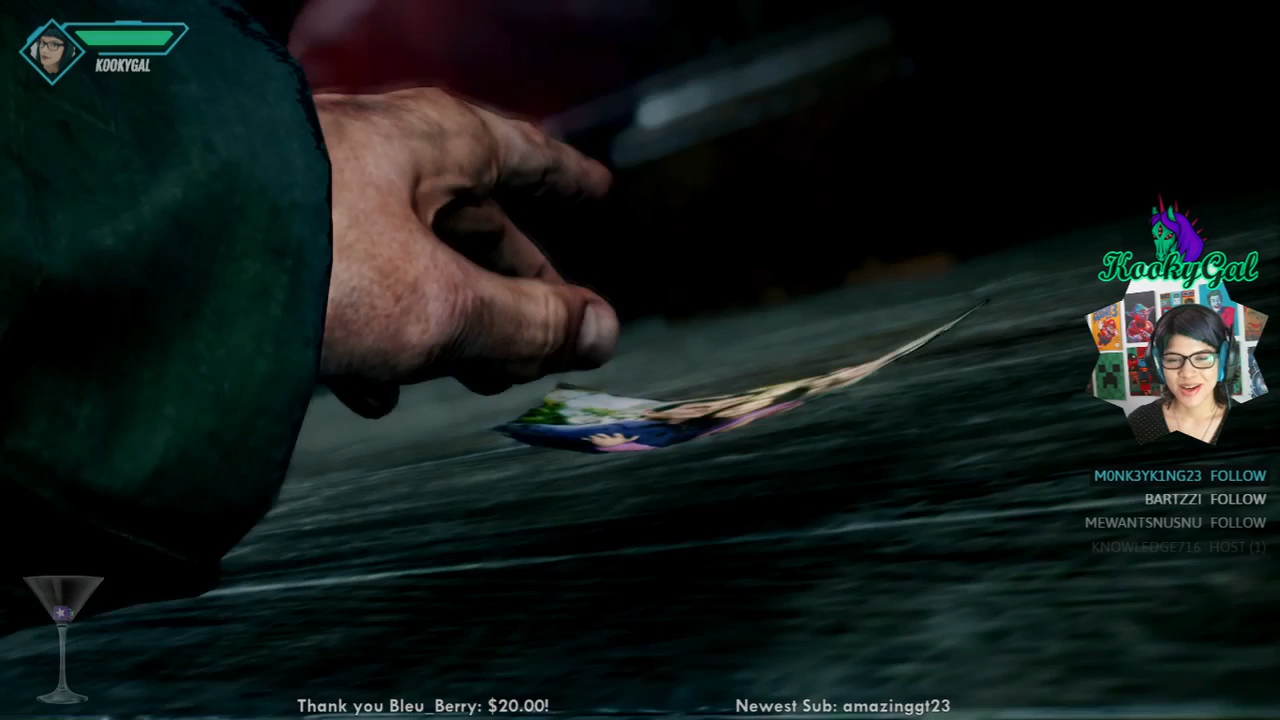 KOOKYGAL
KookyGal
M0NK3YK1NG23 FOLLOW
BARTZZI FOLLOW
MEWANTSNUSNU FOLLOW
KNOWLEDGE716 HOST (1)
Thank you Bleu_Berry: $20.00!
Newest Sub: amazinggt23